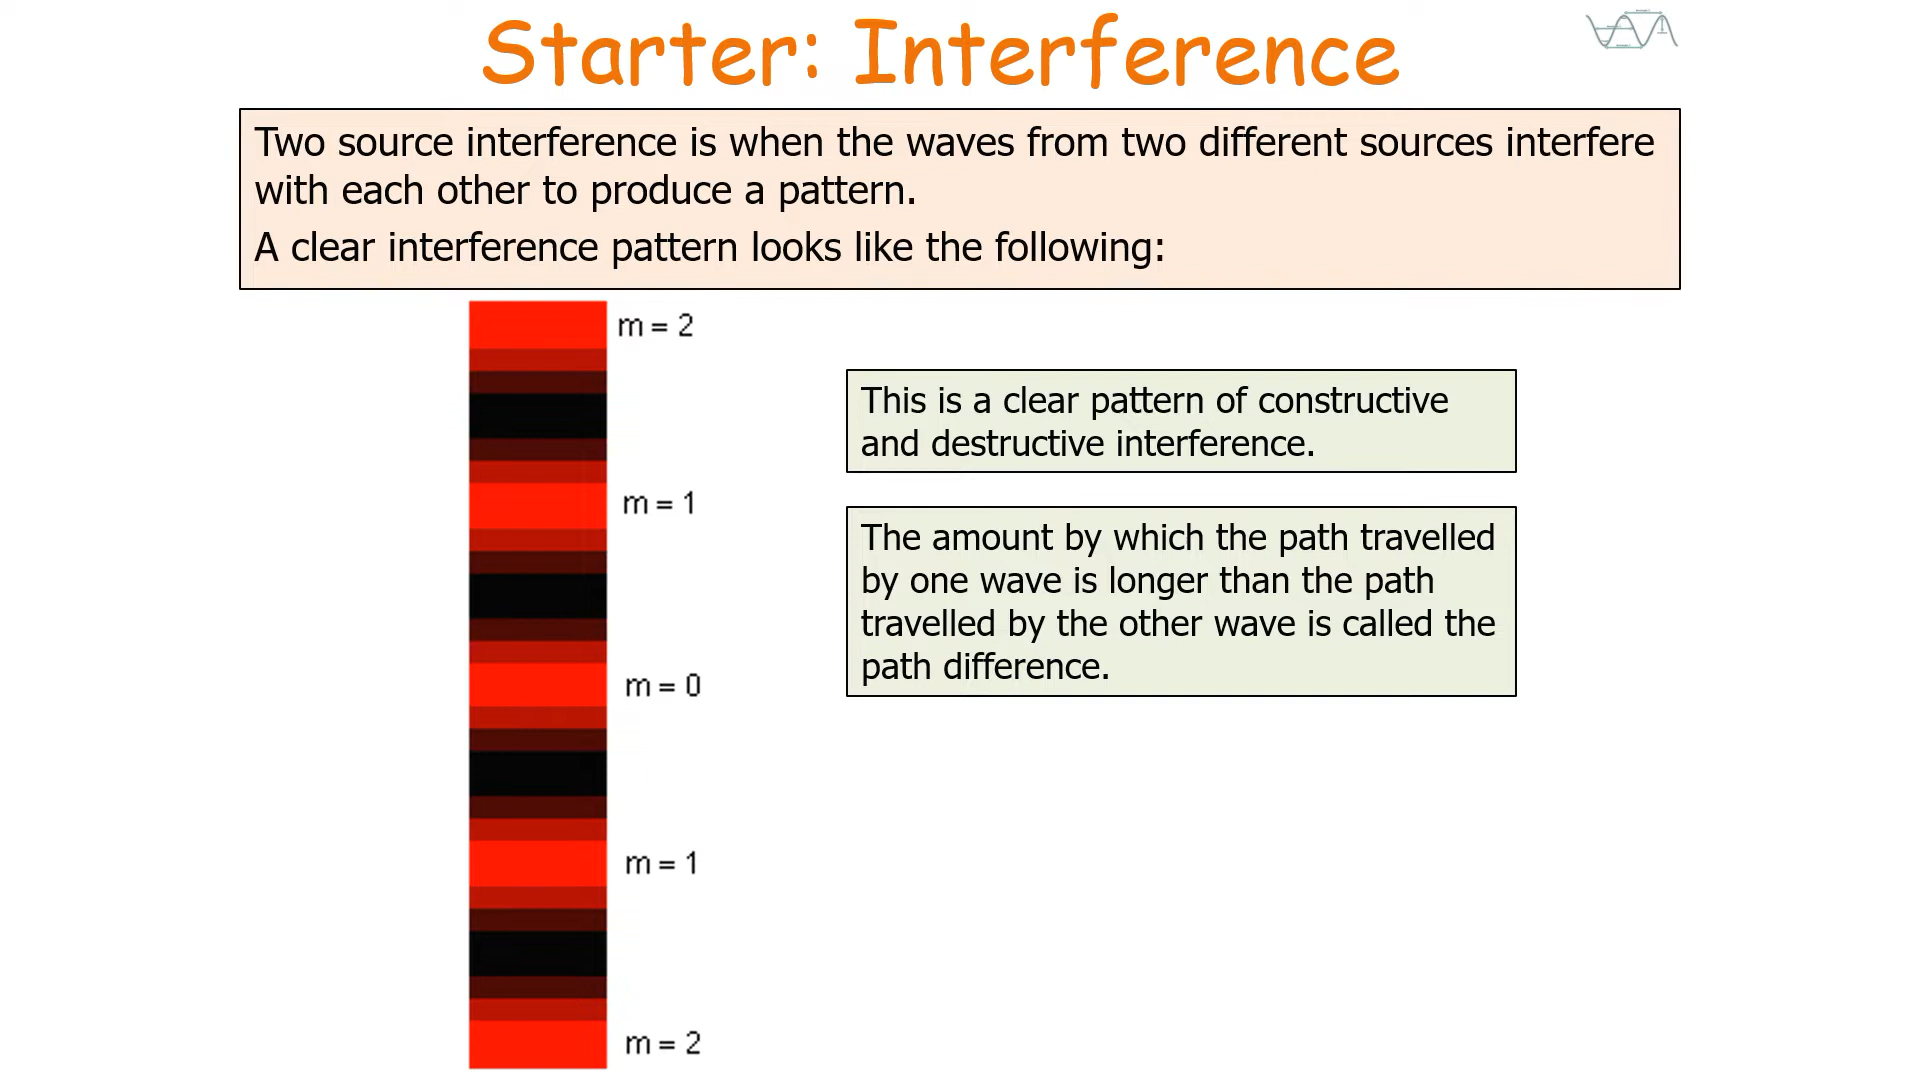 Starter: Interference
Two source interference is when the waves from two different sources interfere
with each other to produce a pattern.
A clear interference pattern looks like the following:
m = 2
m = 1
m = 0
m = 1
m = 2
This is a clear pattern of constructive
and destructive interference.
The amount by which the path travelled
by one wave is longer than the path
travelled by the other wave is called the
path difference.